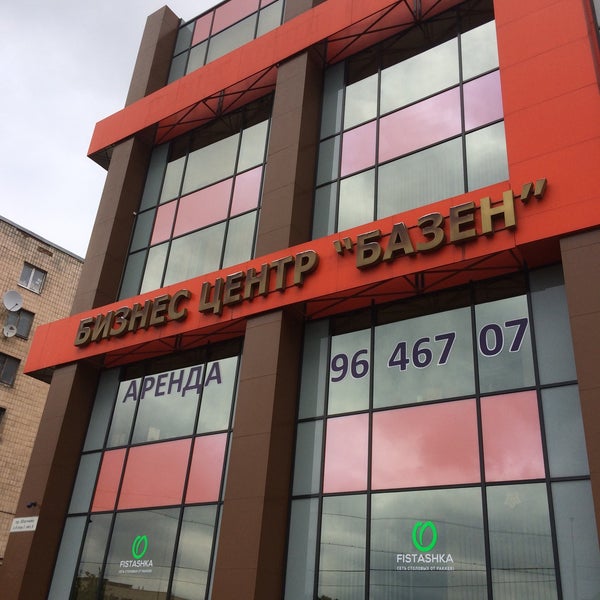 БИЗНЕС ЦЕНТР "БАЗЕН"
АРЕНДА
96 467 07
FISTASHKA
FISTASHKA